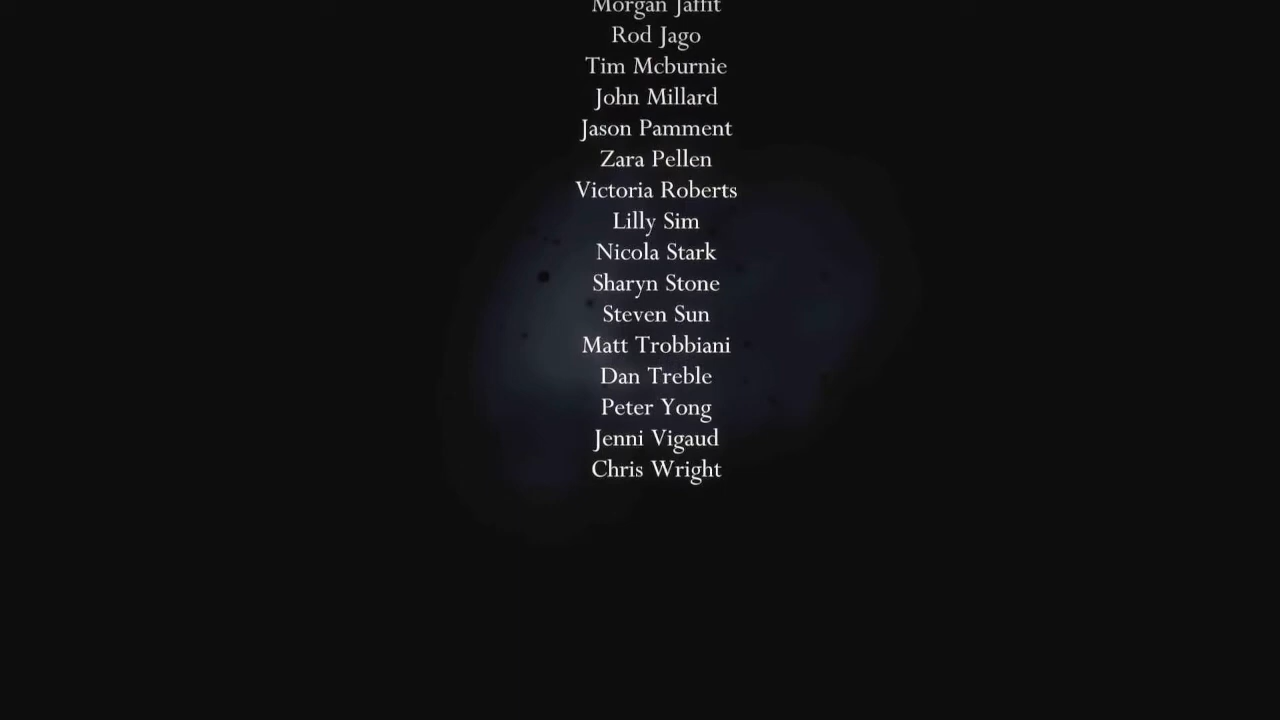 Morgan Jaffit
Rod Jago
Tim Mcburnie
John Millard
Jason Pamment
Zara Pellen
Victoria Roberts
Lilly Sim
Nicola Stark
Sharyn Stone
Steven Sun
Matt Trobbiani
Dan Treble
Peter Yong
Jenni Vigaud
Chris Wright